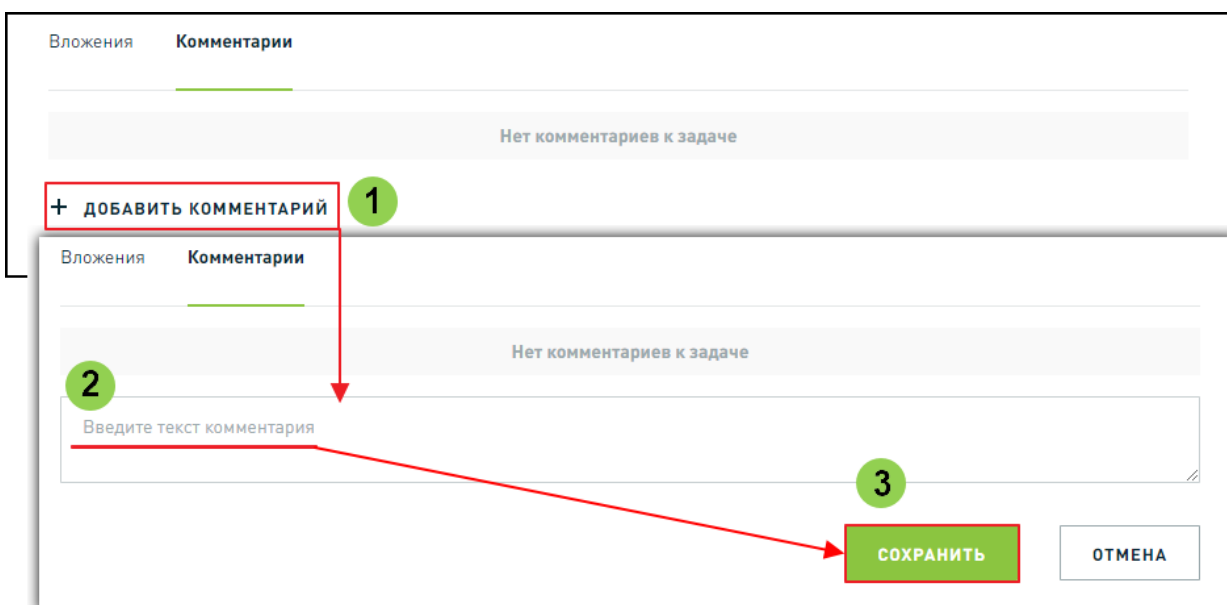 Вложения Комментарии
Нет комментариев к задаче
+ ДОБАВИТЬ КОММЕНТАРИЙ 1
Вложения Комментарии
Нет комментариев к задаче
2
Введите текст комментария
3
СОХРАНИТЬ ОТМЕНА